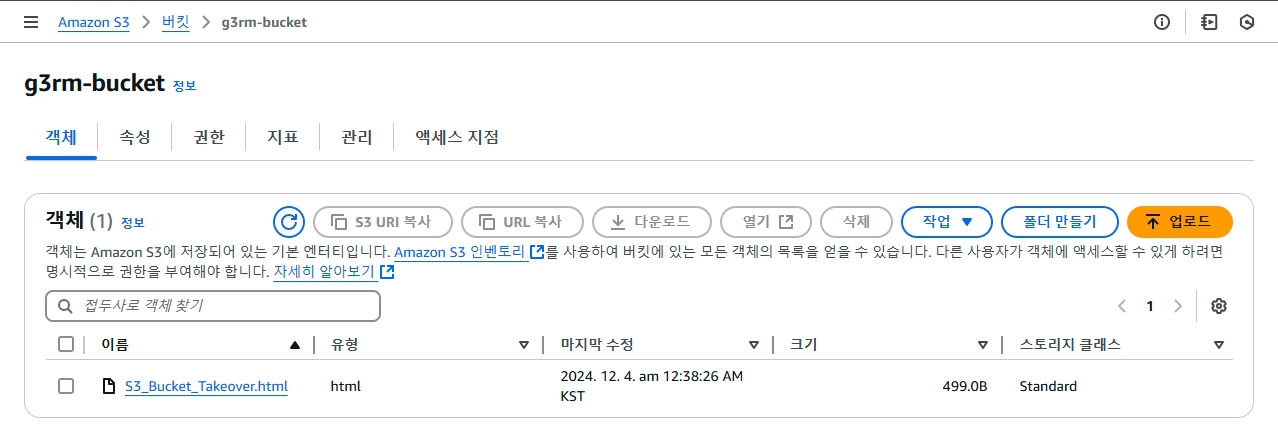 Amazon S3 > 버킷 > g3rm-bucket
g3rm-bucket 정보
객체 속성 권한 지표 관리 액세스 지점
객체 (1) 정보 S3 URI 복사 URL 복사 다운로드 열기 삭제 작업 폴더 만들기 업로드
객체는 Amazon S3에 저장되어 있는 기본 엔터티입니다. Amazon S3 인벤토리를 사용하여 버킷에 있는 모든 객체의 목록을 얻을 수 있습니다. 다른 사용자가 객체에 액세스할 수 있게 하려면
명시적으로 권한을 부여해야 합니다. 자세히 알아보기
접두사로 객체 찾기 1
이름 유형 마지막 수정 크기 스토리지 클래스
S3_Bucket_Takeover.html html 2024. 12. 4. am 12:38:26 AM 499.0B Standard
KST